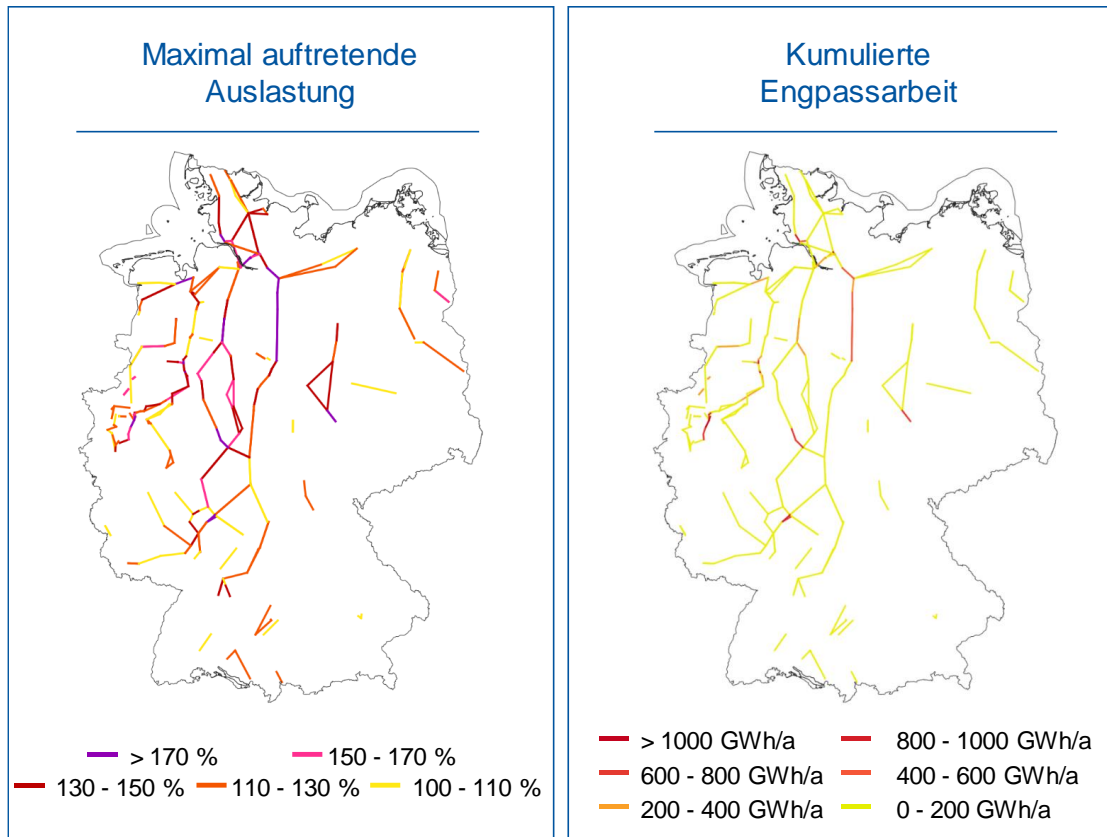 Maximal auftretende
Auslastung
> 170 %
150 - 170 %
130 - 150 %
110 - 130 %
100 - 110 %
Kumulierte
Engpassarbeit
> 1000 GWh/a
800 - 1000 GWh/a
600 - 800 GWh/a
400 - 600 GWh/a
200 - 400 GWh/a
0 - 200 GWh/a